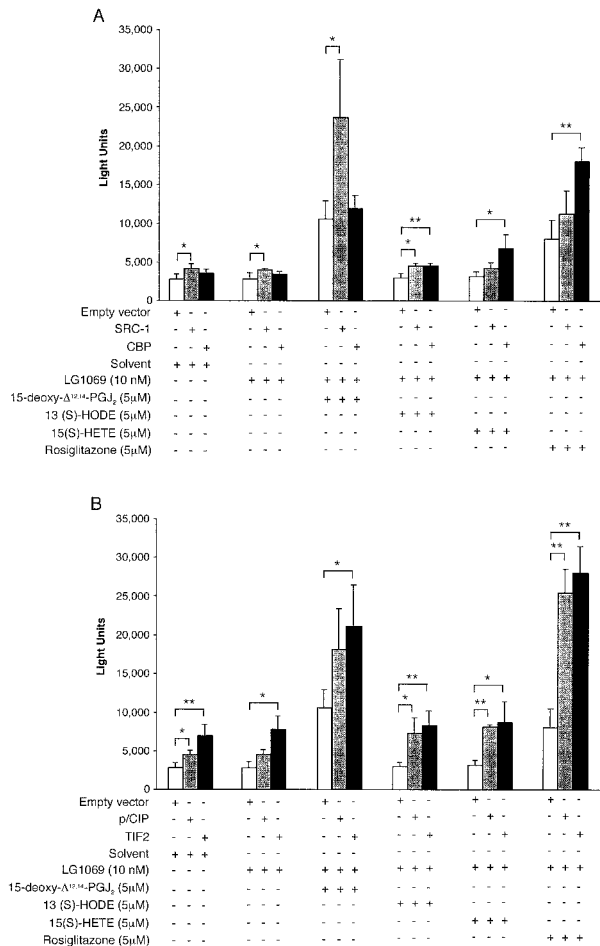 A
35,000
*
30,000
25,000
**
20,000
Light Units
15,000
*
10,000
**
* * *
5,000
0
Empty vector + - - + - - + - - + - - + - - + - -
SRC-1 - + - - + - - + - - + - - + - - + -
CBP - - + - - + - - + - - + - - + - - +
Solvent + + + - - - - - - - - - - - - - - -
LG1069 (10 nM) - - - + + + + + + + + + + + + + + +
15-deoxy-Δ12,14-PGJ2 (5μM) - - - - - - + + + - - - - - - - - -
13 (S)-HODE (5μM) - - - - - - - - - + + + - - - - - -
15(S)-HETE (5μM) - - - - - - - - - - - - + + + - - -
Rosiglitazone (5μM) - - - - - - - - - - - - - - - + + +
B
35,000
**
30,000
**
*
25,000
20,000
Light Units
15,000
** *
10,000
** * * **
*
5,000
0
Empty vector + - - + - - + - - + - - + - - + - -
p/CIP - + - - + - - + - - + - - + - - + -
TIF2 - - + - - + - - + - - + - - + - - +
Solvent + + + - - - - - - - - - - - - - - -
LG1069 (10 nM) - - - + + + + + + + + + + + + + + +
15-deoxy-Δ12,14-PGJ2 (5μM) - - - - - - + + + - - - - - - - - -
13 (S)-HODE (5μM) - - - - - - - - - + + + - - - - - -
15(S)-HETE (5μM) - - - - - - - - - - - - + + + - - -
Rosiglitazone (5μM) - - - - - - - - - - - - - - - + + +